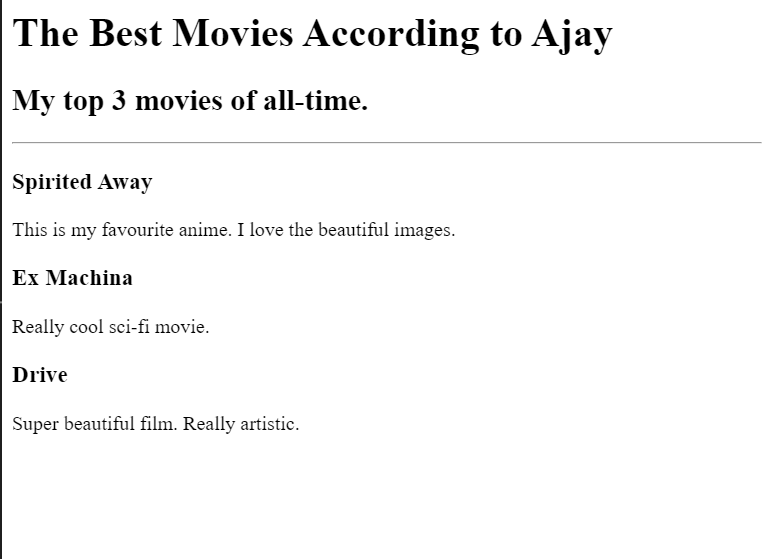 The Best Movies According to Ajay
My top 3 movies of all-time.
Spirited Away
This is my favourite anime. I love the beautiful images.
Ex Machina
Really cool sci-fi movie.
Drive
Super beautiful film. Really artistic.